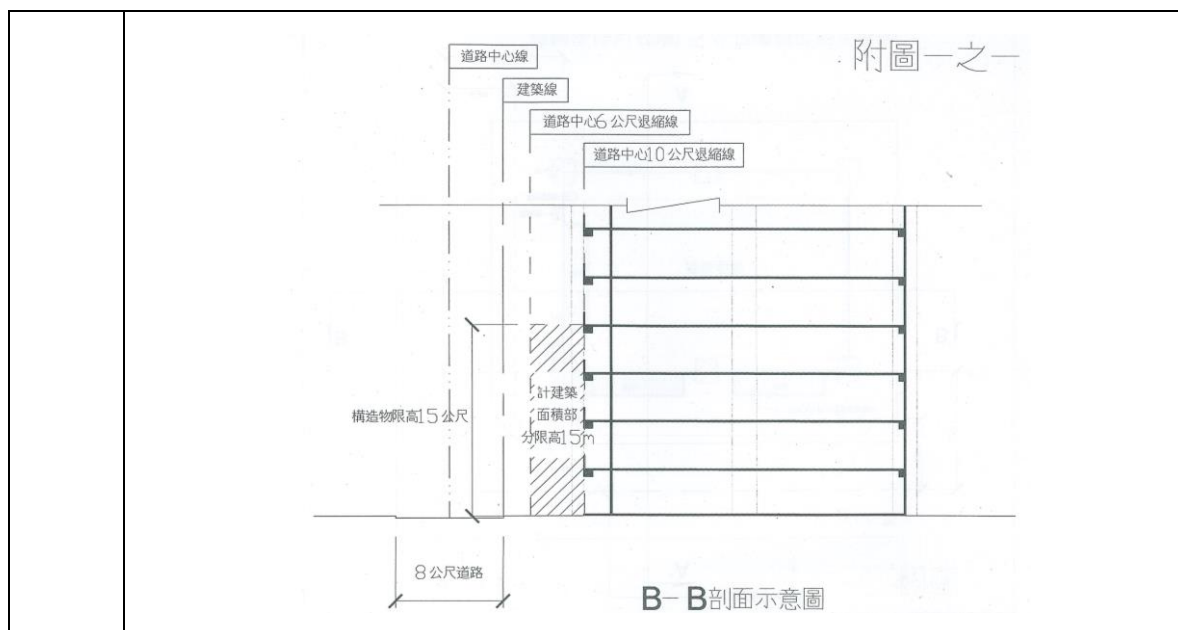 附圖一之一
道路中心線
建築線
道路中心6公尺退縮線
道路中心10公尺退縮線
構造物限高15公尺
計建築
面積部
分限高15m
8公尺道路
B-B剖面示意圖